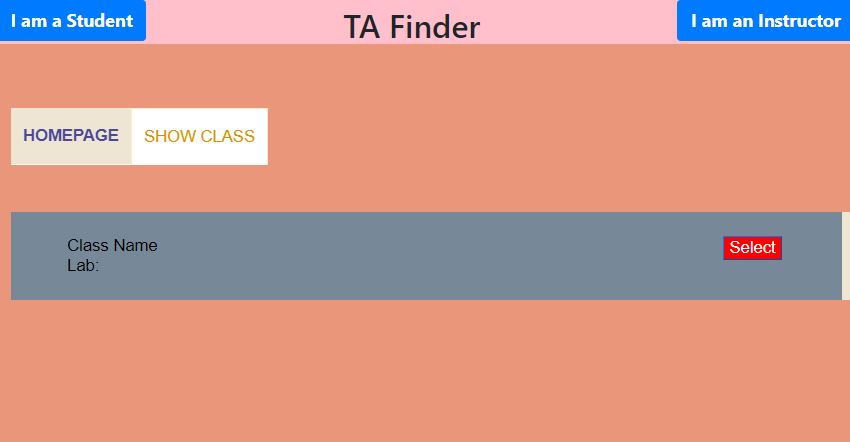 I am a Student
TA Finder
I am an Instructor
HOMEPAGE
SHOW CLASS
Class Name
Select
Lab: